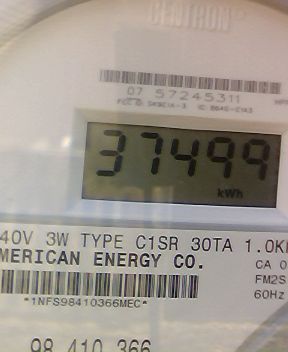 CENTRON®
07 57245311
37499
kWh
40V 3W TYPE C1SR 30TA 1.0K
MERICAN ENERGY CO.
CA 0
FM2S
60Hz
*1NFS98410366MEC*
98 410 366